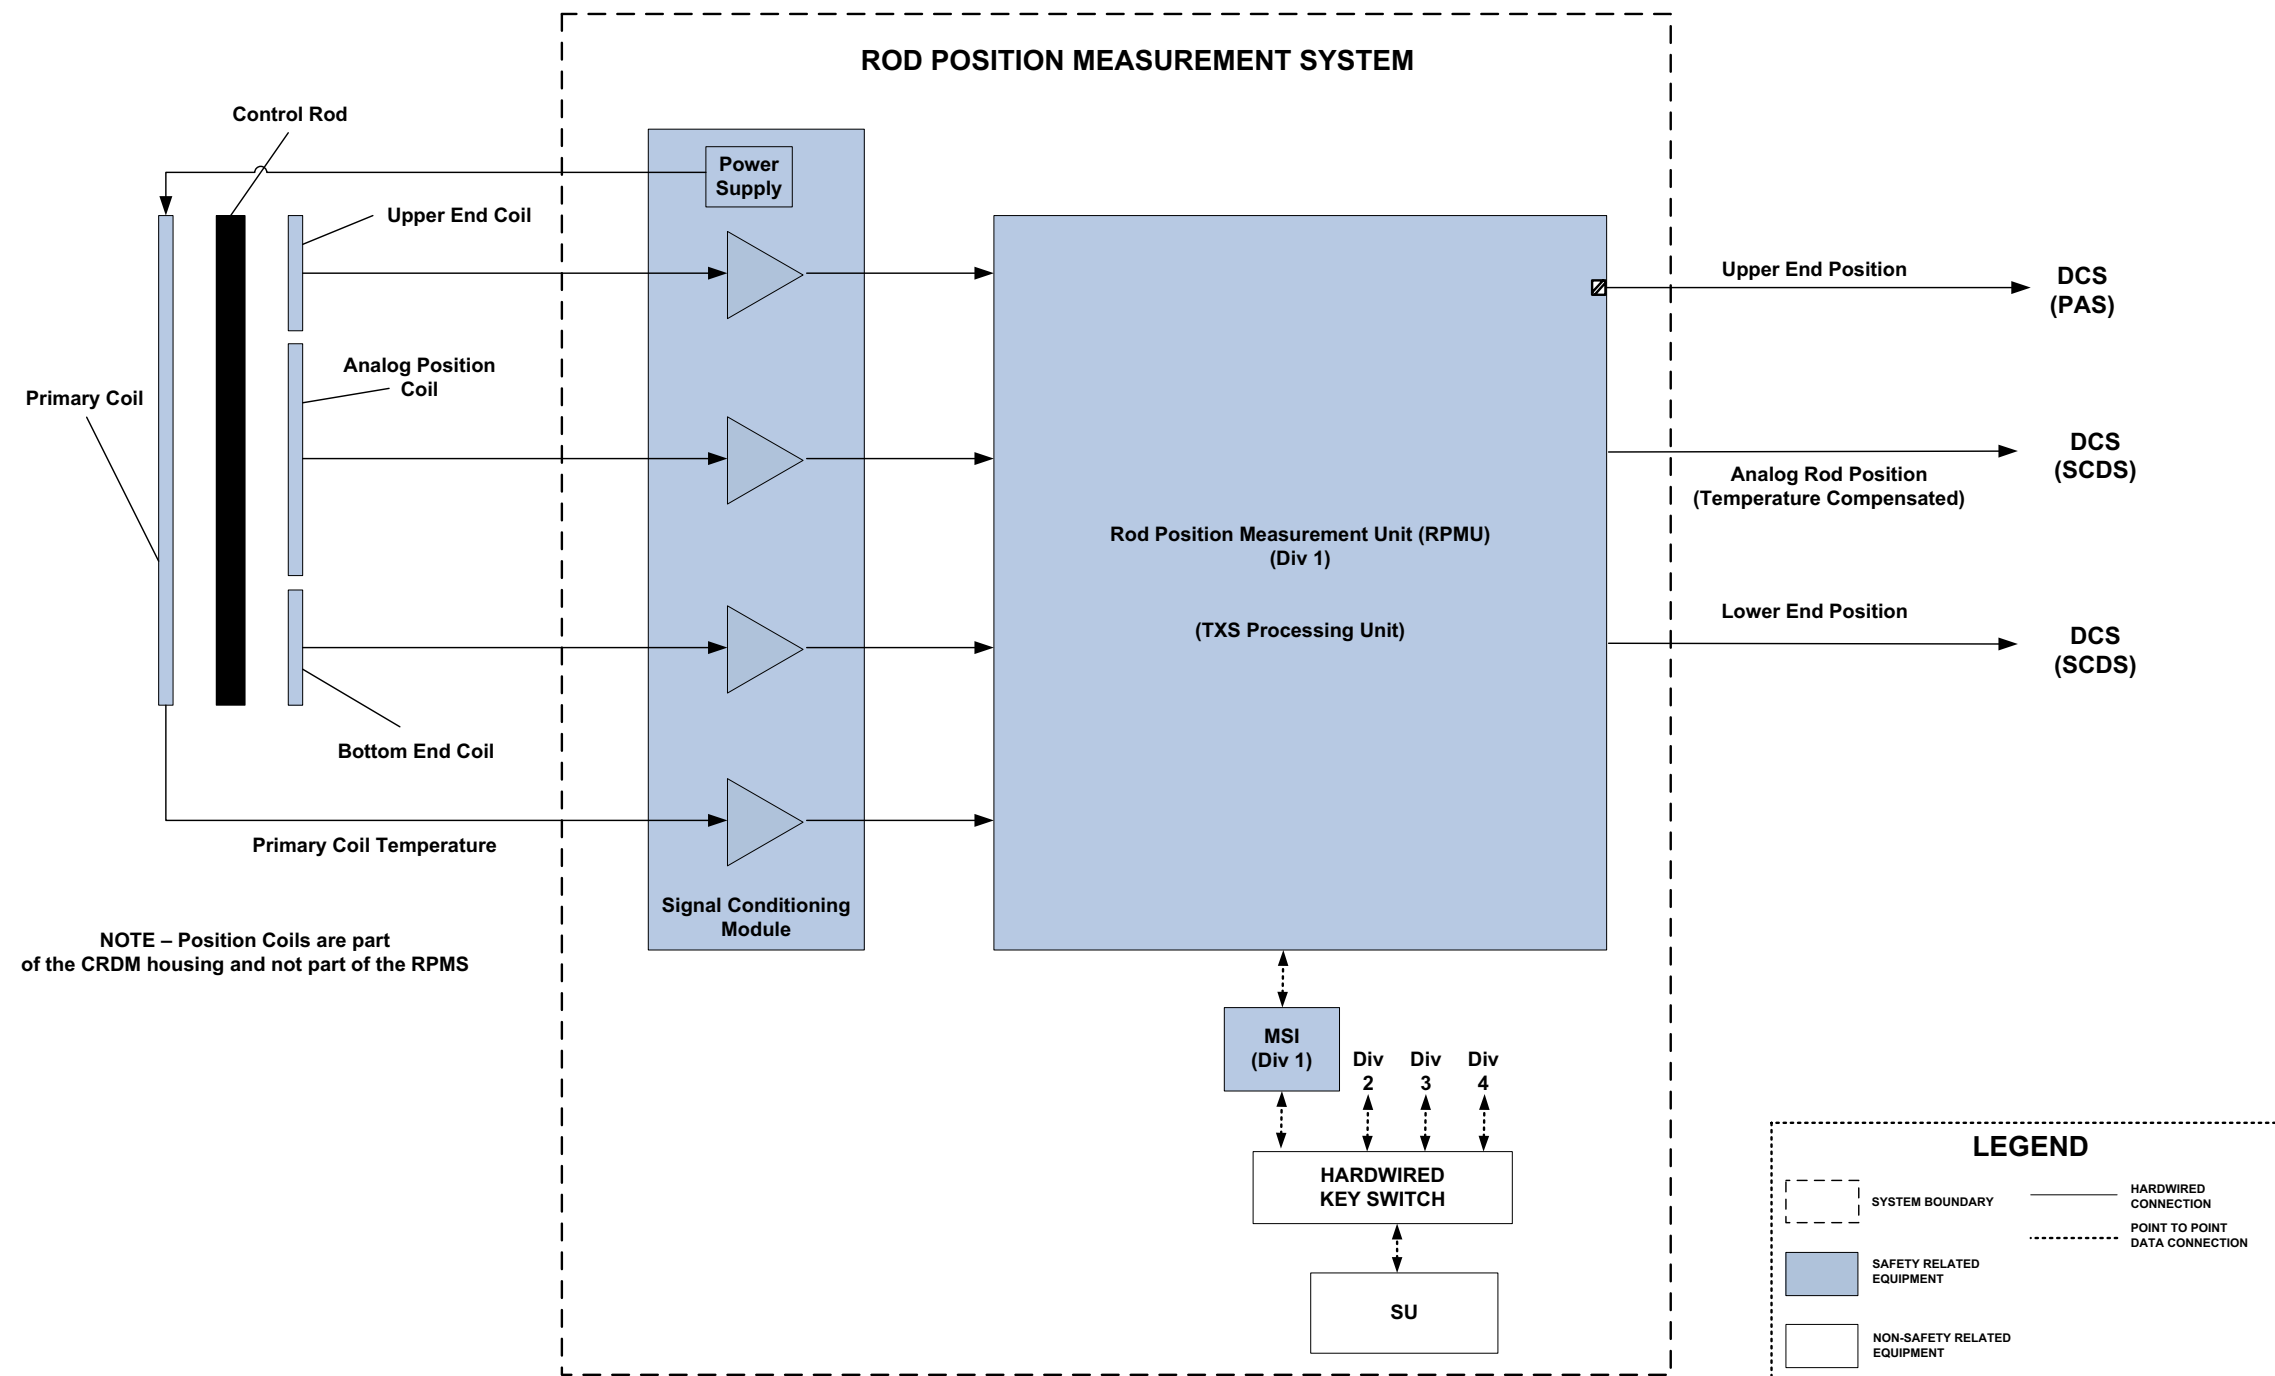 ROD POSITION MEASUREMENT SYSTEM
Control Rod
Power
Supply
Upper End Coil
Analog Position
Coil
Primary Coil
Bottom End Coil
Primary Coil Temperature
Signal Conditioning
Module
NOTE – Position Coils are part
of the CRDM housing and not part of the RPMS
Rod Position Measurement Unit (RPMU)
(Div 1)
(TXS Processing Unit)
Upper End Position
DCS
(PAS)
Analog Rod Position
(Temperature Compensated)
DCS
(SCDS)
Lower End Position
DCS
(SCDS)
MSI
(Div 1)
Div
2
Div
3
Div
4
HARDWIRED
KEY SWITCH
SU
LEGEND
SYSTEM BOUNDARY
HARDWIRED
CONNECTION
POINT TO POINT
DATA CONNECTION
SAFETY RELATED
EQUIPMENT
NON-SAFETY RELATED
EQUIPMENT